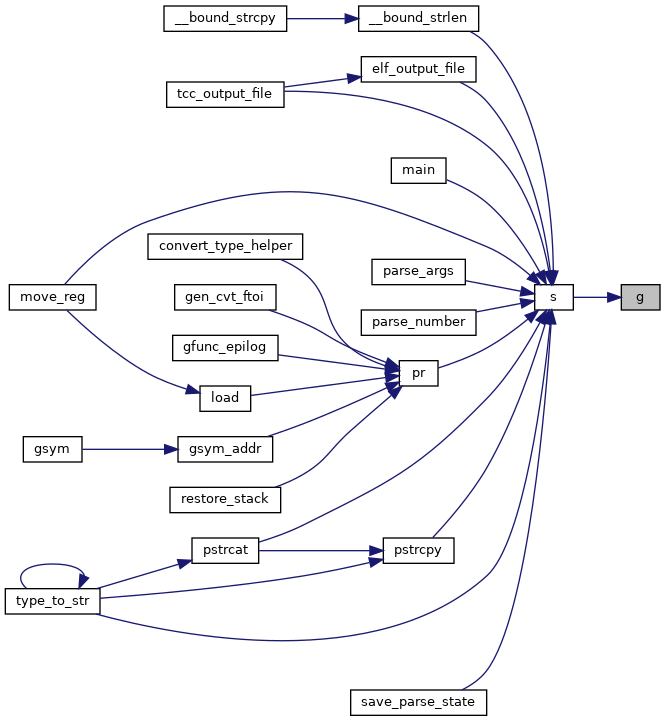 __bound_strcpy
__bound_strlen
elf_output_file
tcc_output_file
main
convert_type_helper
parse_args
move_reg
gen_cvt_ftoi
s
g
parse_number
gfunc_epilog
pr
load
gsym
gsym_addr
restore_stack
pstrcat
pstrcpy
type_to_str
save_parse_state